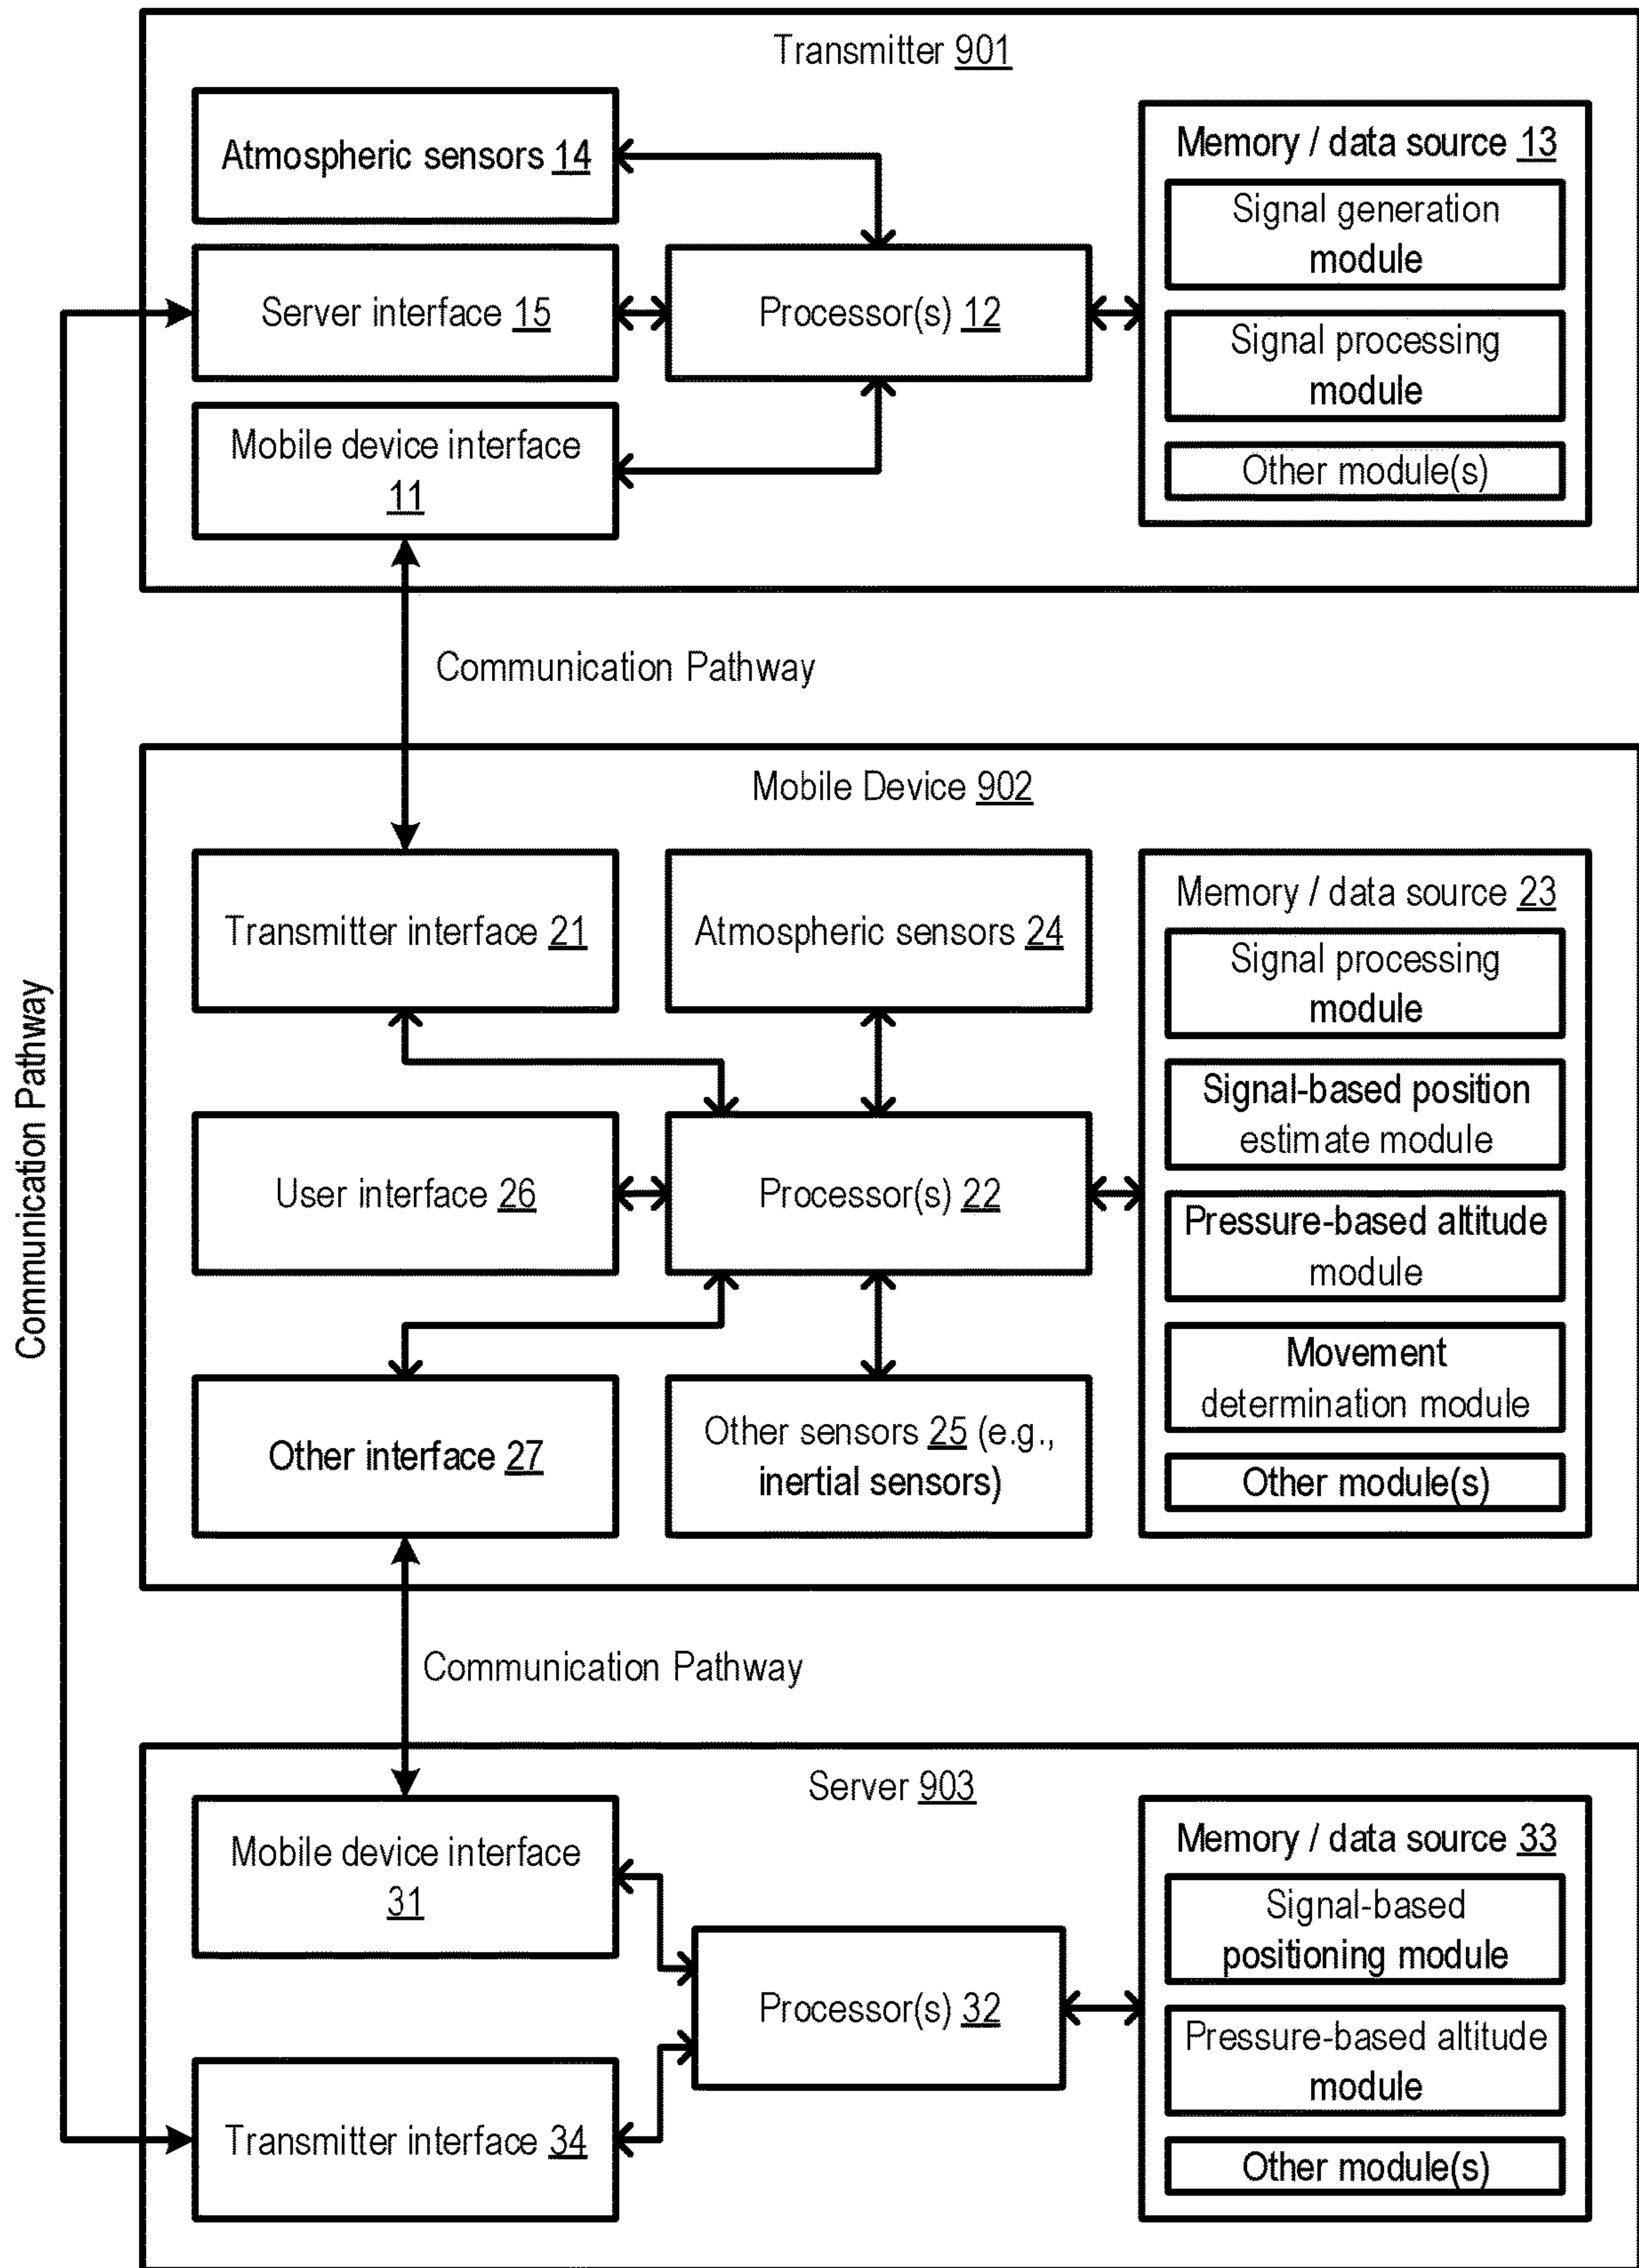 Transmitter 901
Atmospheric sensors 14
Server interface 15
Mobile device interface
11
Processor(s) 12
Memory / data source 13
Signal generation
module
Signal processing
module
Other module(s)
Communication Pathway
Communication Pathway
Mobile Device 902
Transmitter interface 21
Atmospheric sensors 24
User interface 26
Processor(s) 22
Other interface 27
Other sensors 25 (e.g.,
inertial sensors)
Memory / data source 23
Signal processing
module
Signal-based position
estimate module
Pressure-based altitude
module
Movement
determination module
Other module(s)
Communication Pathway
Server 903
Mobile device interface
31
Transmitter interface 34
Processor(s) 32
Memory / data source 33
Signal-based
positioning module
Pressure-based altitude
module
Other module(s)